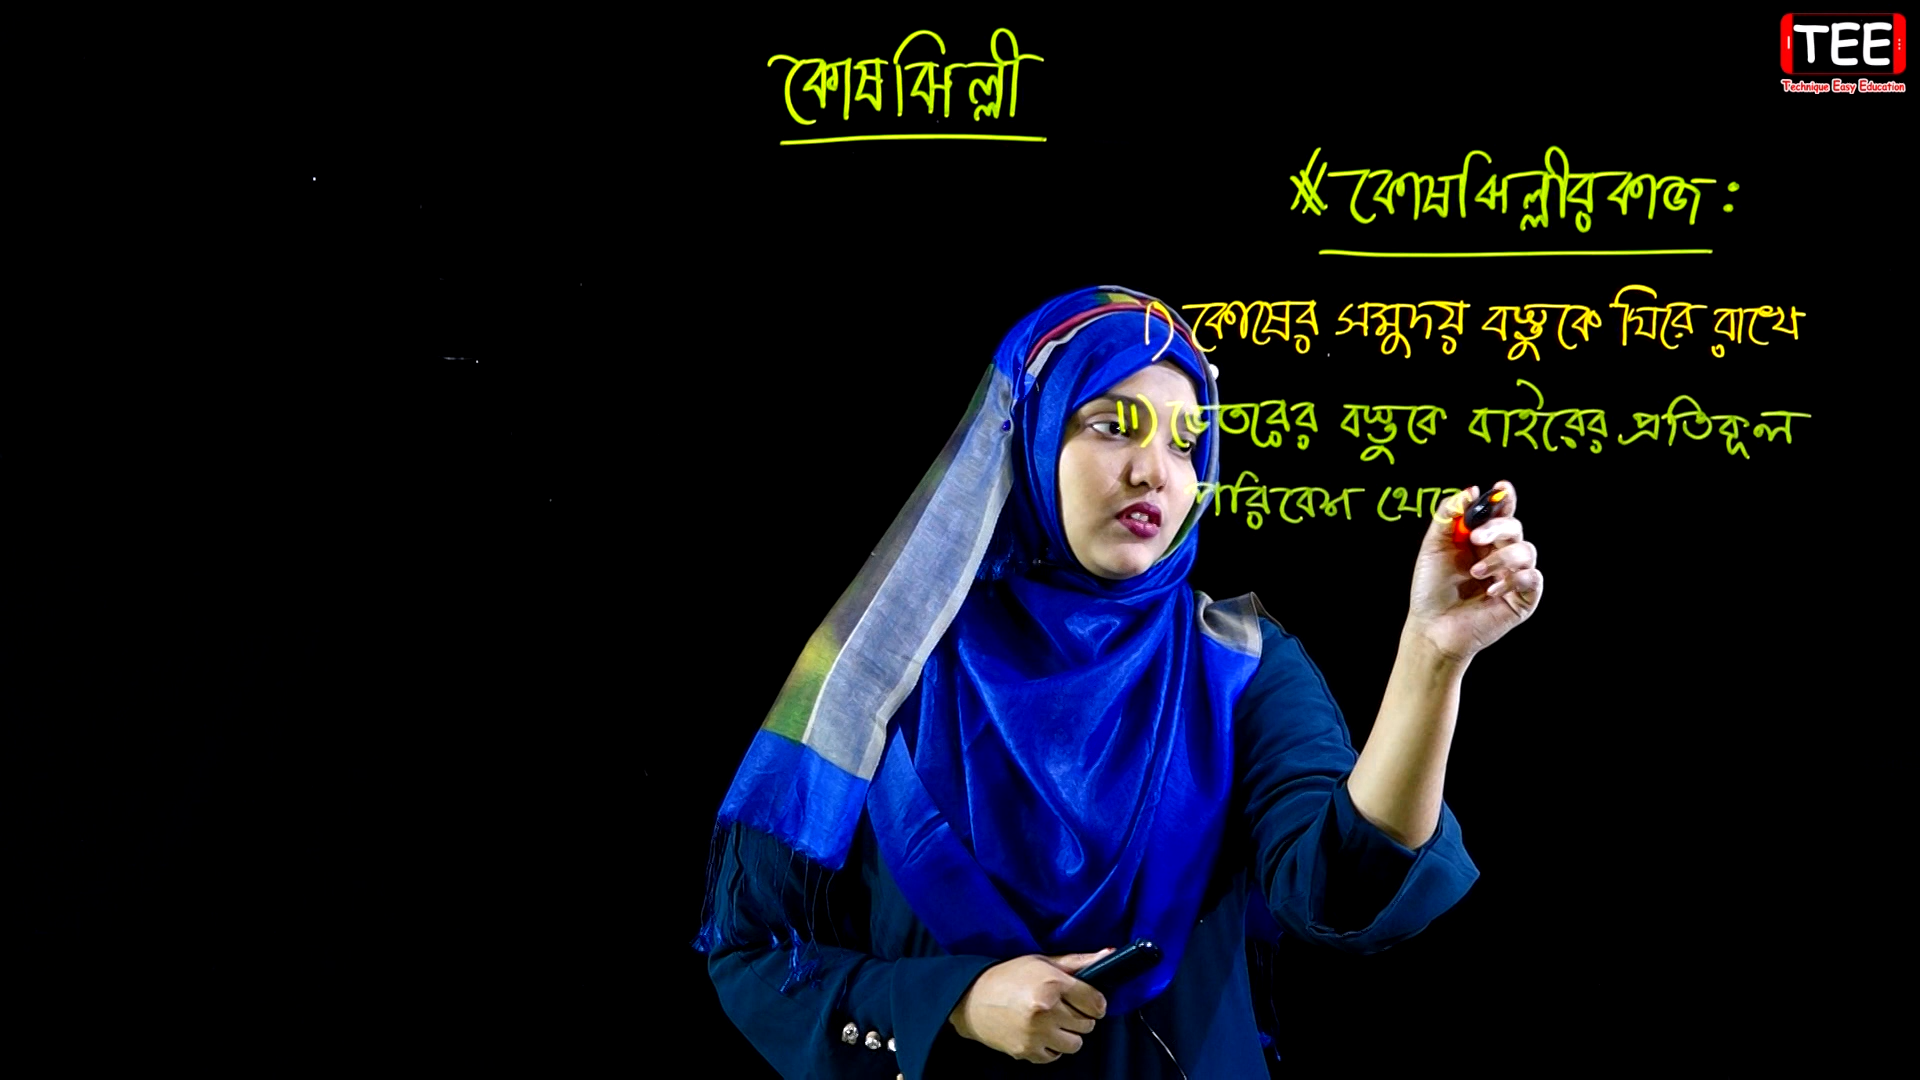 কোষঝিল্লী
TEE
Technique Easy Education
* কোষঝিল্লীর কাজ :
i) কোষের সমুদয় বস্তুকে ঘিরে রাখে
ii) ভেতরের বস্তুকে বাইরের প্রতিকূল
পরিবেশ থেকে